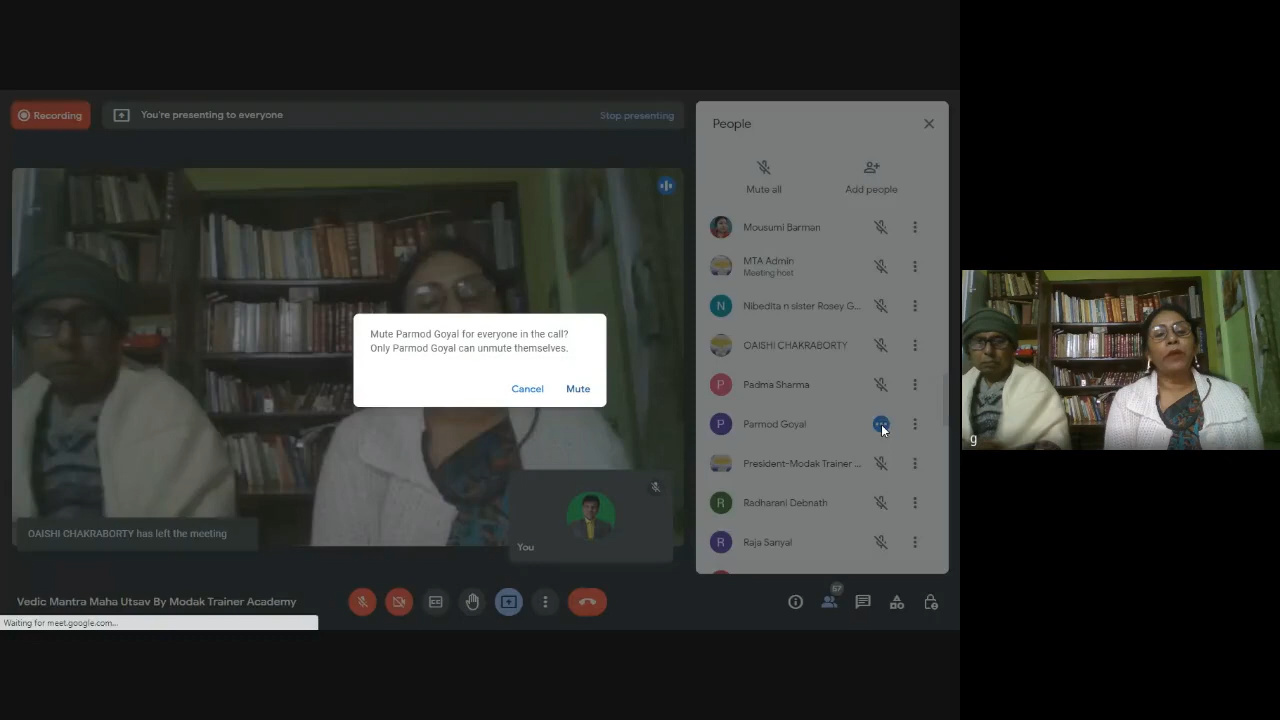 Recording
You're presenting to everyone
Stop presenting
People
Mute all
Add people
Mousumi Barman
MTA Admin
Meeting host
N
Nibedita n sister Rosey G...
OAISHI CHAKRABORTY
P
Padma Sharma
P
Parmod Goyal
President-Modak Trainer ...
R
Radharani Debnath
R
Raja Sanyal
Mute Parmod Goyal for everyone in the call?
Only Parmod Goyal can unmute themselves.
Cancel
Mute
OAISHI CHAKRABORTY has left the meeting
You
Vedic Mantra Maha Utsav By Modak Trainer Academy
CC
57
Waiting for meet.google.com...
g